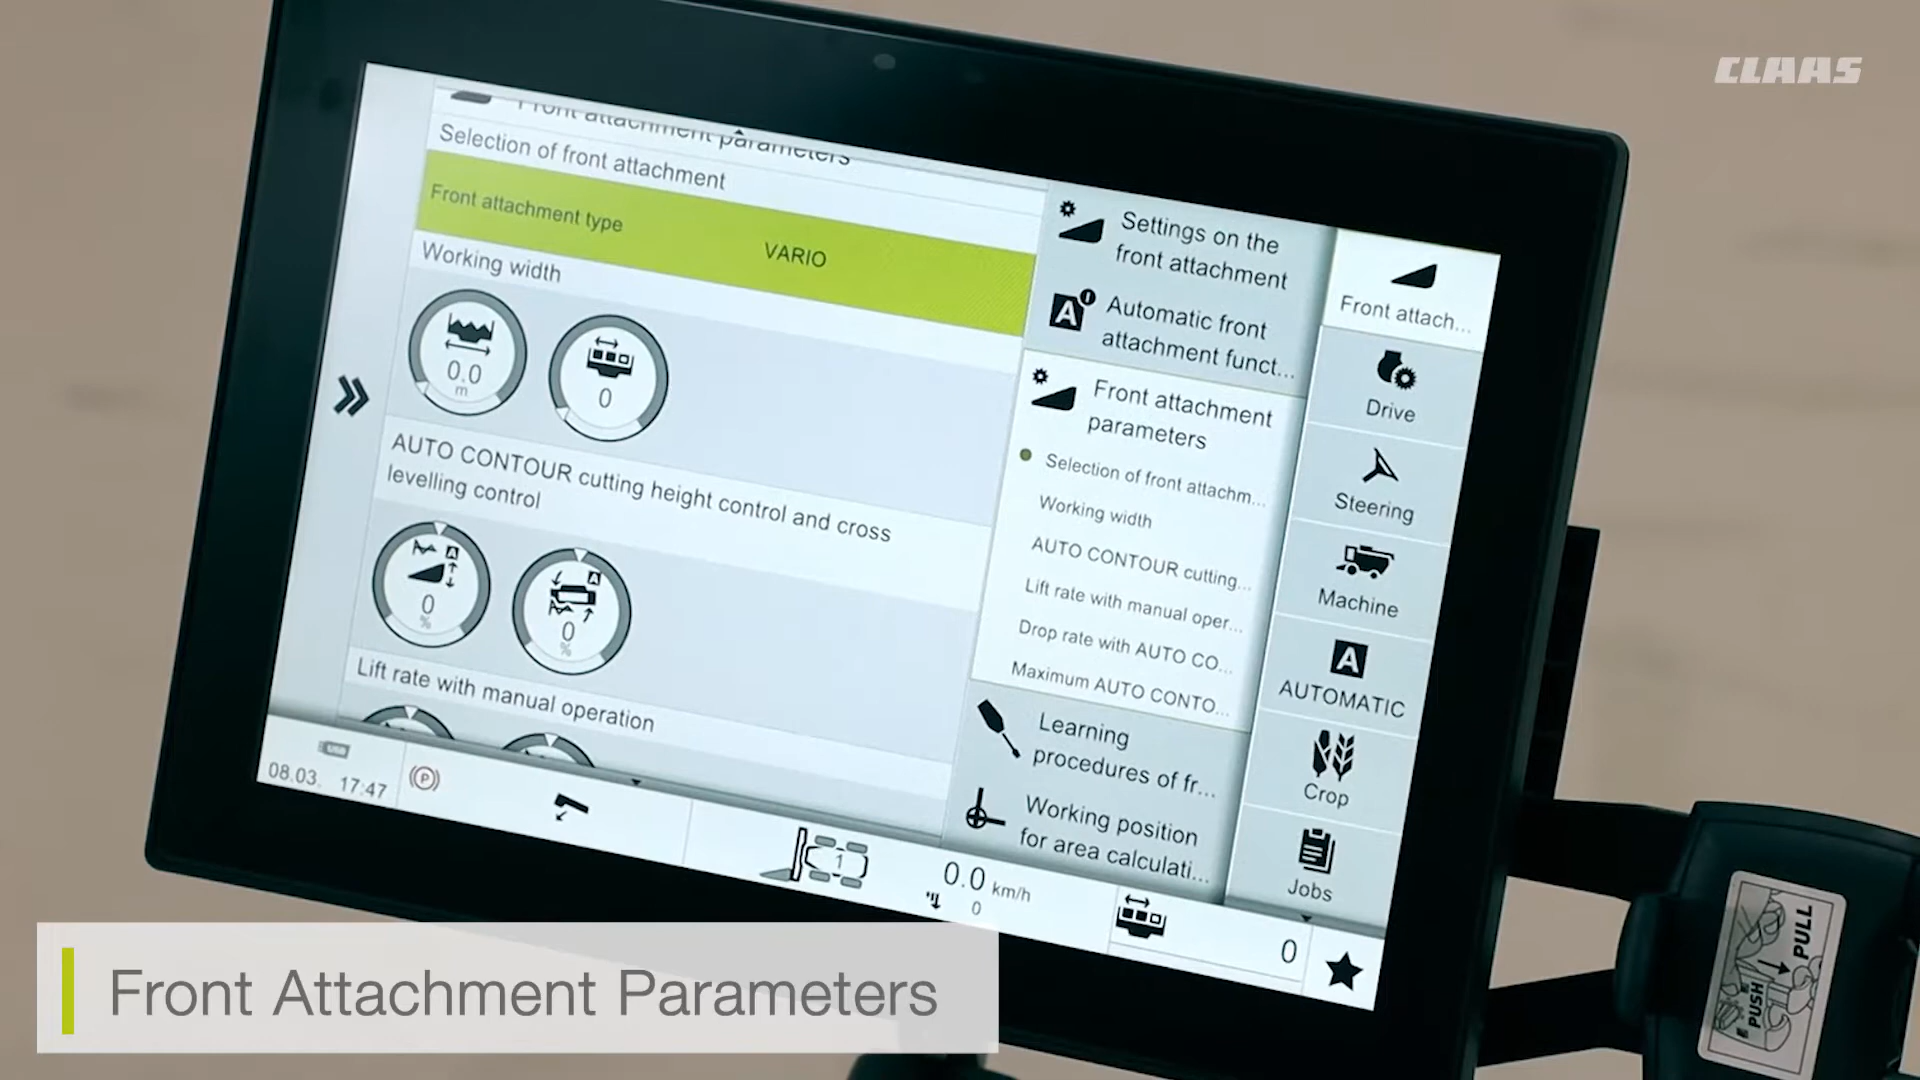 CLAAS
Front attachment parameters
Selection of front attachment
Front attachment type
VARIO
Working width
0.0
m
0
AUTO CONTOUR cutting height control and cross
levelling control
0
%
0
%
Lift rate with manual operation
Settings on the
front attachment
A
Automatic front
attachment funct...
Front attachment
parameters
Selection of front attachm...
Working width
AUTO CONTOUR cutting...
Lift rate with manual oper...
Drop rate with AUTO CO...
Maximum AUTO CONTO...
Learning
procedures of fr...
Working position
for area calculati...
Front attach...
Drive
Steering
Machine
A
AUTOMATIC
Crop
Jobs
USB
08.03. 17:47
P
1
0.0 km/h
0
0
PULL
PUSH
Front Attachment Parameters